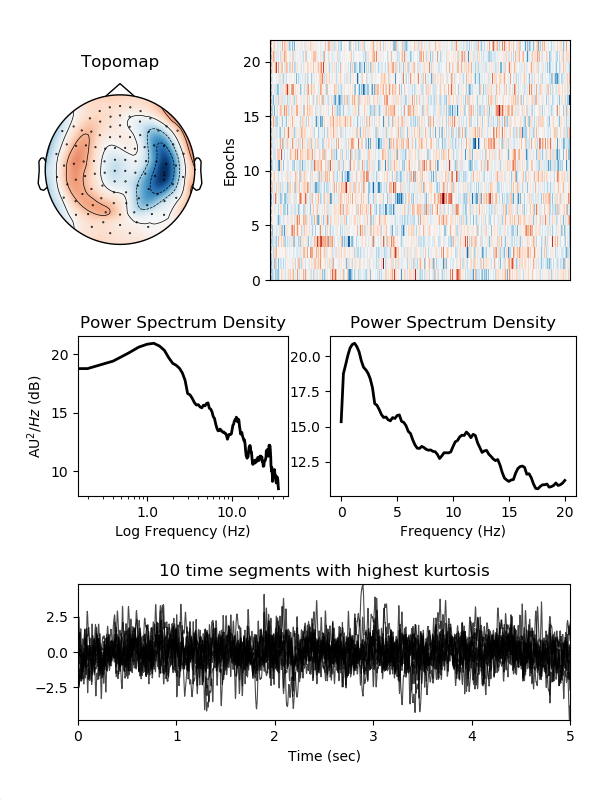 Topomap
Epochs
20
15
10
5
0
Power Spectrum Density
AU²/Hz (dB)
20
15
10
1.0 10.0
Log Frequency (Hz)
Power Spectrum Density
20.0
17.5
15.0
12.5
0 5 10 15 20
Frequency (Hz)
10 time segments with highest kurtosis
2.5
0.0
−2.5
0 1 2 3 4 5
Time (sec)